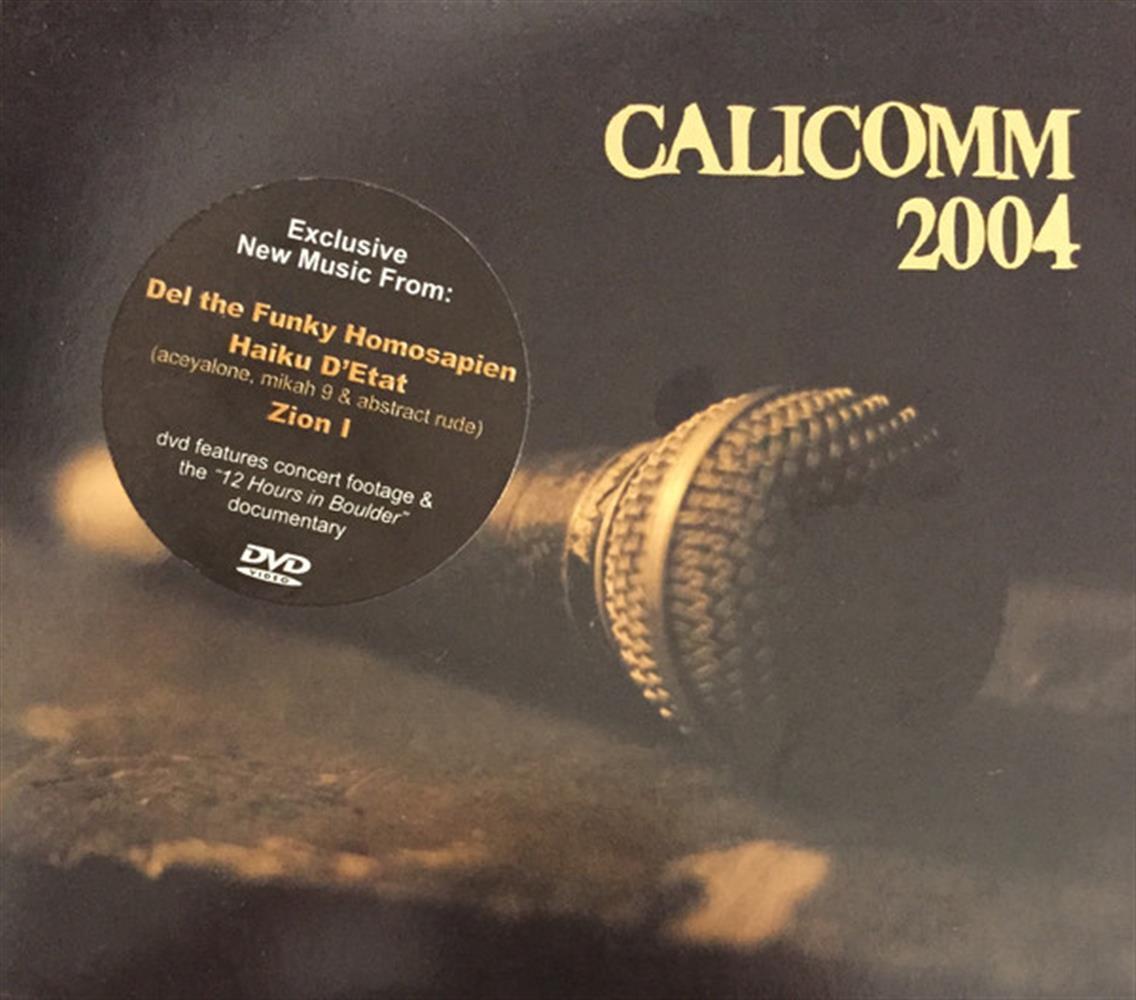 CALICOMM
2004
Exclusive
New Music From:
Del the Funky Homosapien
Haiku D'Etat
(aceyalone, mikah 9 & abstract rude)
Zion I
dvd features concert footage &
the "12 Hours in Boulder"
documentary
DVD
VIDEO